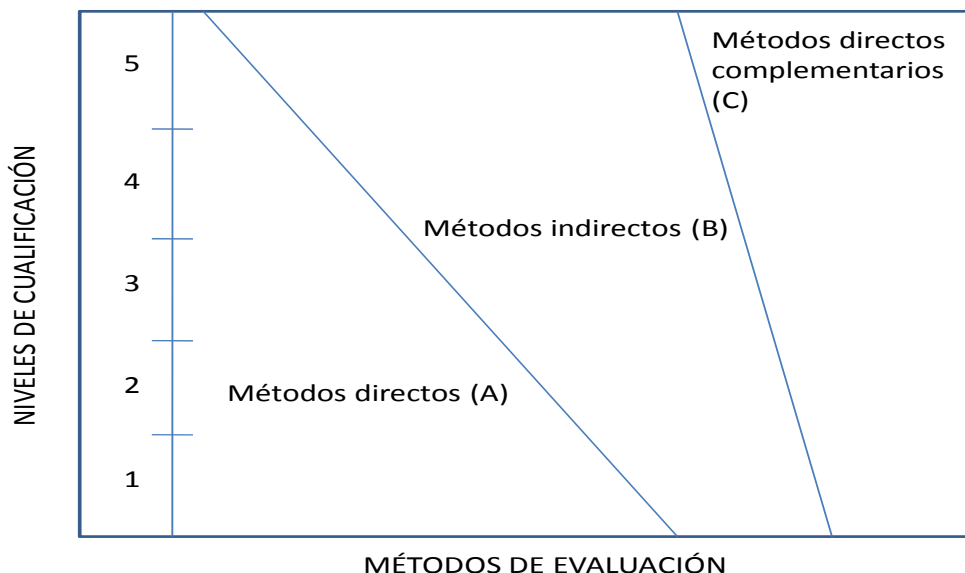 NIVELES DE CUALIFICACIÓN
5
4
3
2
1
Métodos directos
complementarios
(C)
Métodos indirectos (B)
Métodos directos (A)
MÉTODOS DE EVALUACIÓN